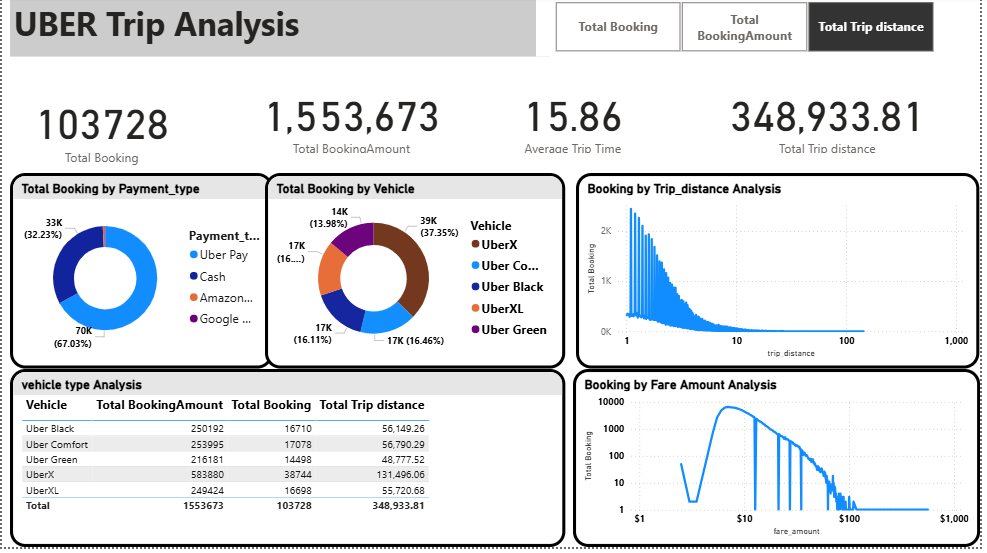 UBER Trip Analysis
Total Booking
Total
BookingAmount
Total Trip distance
103728
Total Booking
1,553,673
Total BookingAmount
15.86
Average Trip Time
348,933.81
Total Trip distance
Total Booking by Payment_type
33K
(32.23%)
70K
(67.03%)
Payment_t...
Uber Pay
Cash
Amazon...
Google ...
Total Booking by Vehicle
14K
(13.98%)
39K
(37.35%)
17K
(16....)
17K
(16.11%)
17K (16.46%)
Vehicle
UberX
Uber Co...
Uber Black
UberXL
Uber Green
Booking by Trip_distance Analysis
Total Booking
2K
1K
0K
1 10 100 1,000
trip_distance
vehicle type Analysis
Vehicle Total BookingAmount Total Booking Total Trip distance
Uber Black 250192 16710 56,149.26
Uber Comfort 253995 17078 56,790.29
Uber Green 216181 14498 48,777.52
UberX 583880 38744 131,496.06
UberXL 249424 16698 55,720.68
Total 1553673 103728 348,933.81
Booking by Fare Amount Analysis
Total Booking
10000
1000
100
10
1
$1 $10 $100 $1,000
fare_amount